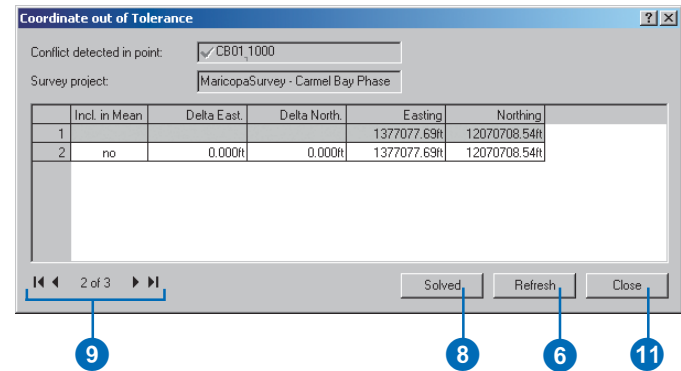 Coordinate out of Tolerance
Conflict detected in point: CB01_1000
Survey project: MaricopaSurvey - Carmel Bay Phase
Incl. in Mean Delta East. Delta North. Easting Northing
1 1377077.69ft 12070708.54ft
2 no 0.000ft 0.000ft 1377077.69ft 12070708.54ft
2 of 3 Solved Refresh Close
9 8 6 11